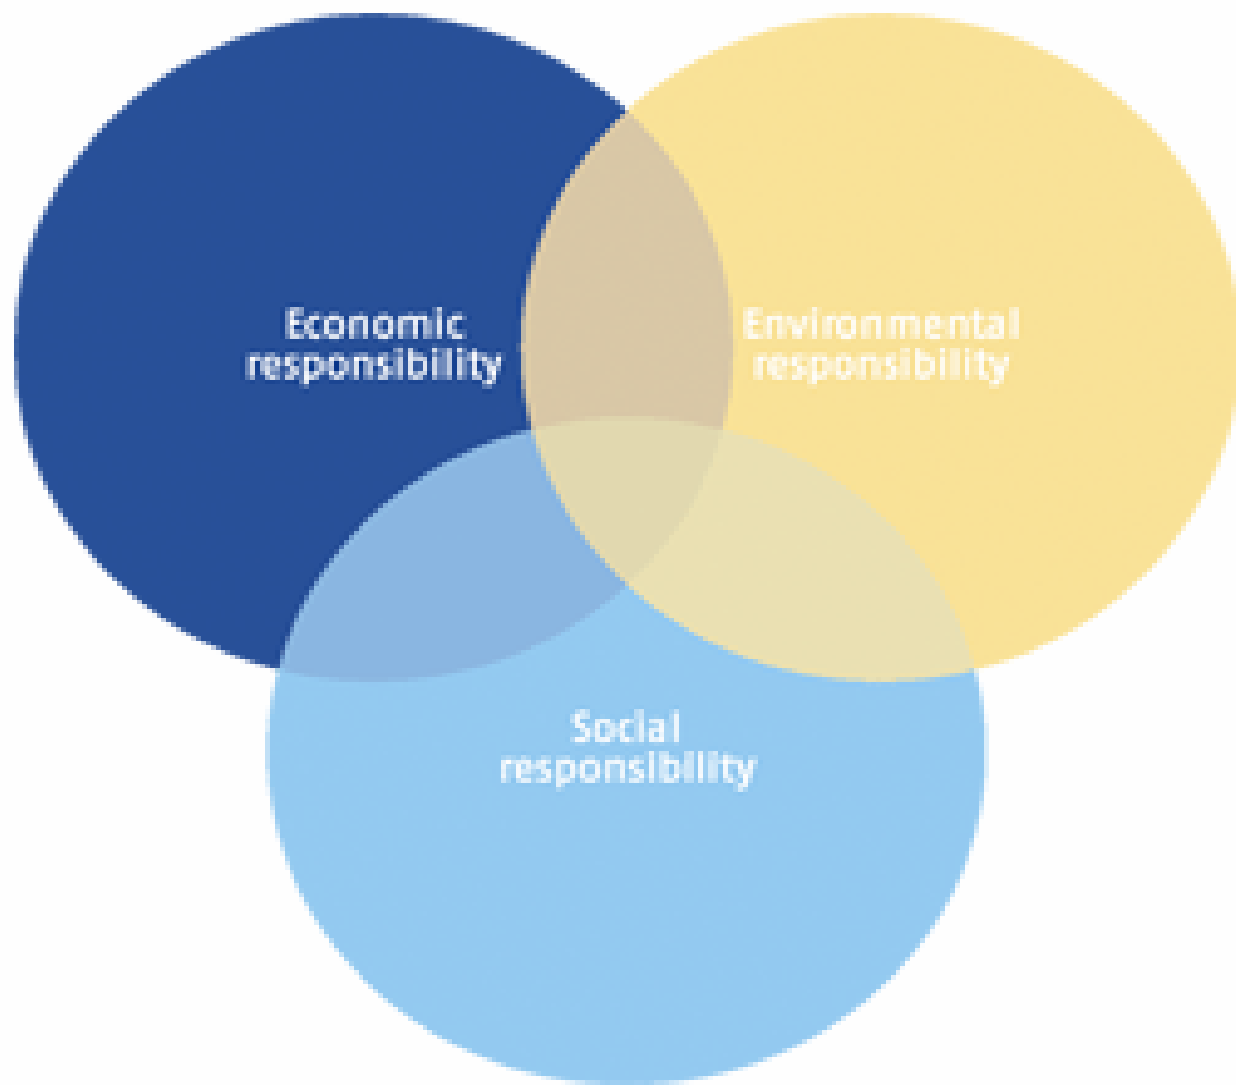 Economic
responsibility
Environmental
responsibility
Social
responsibility